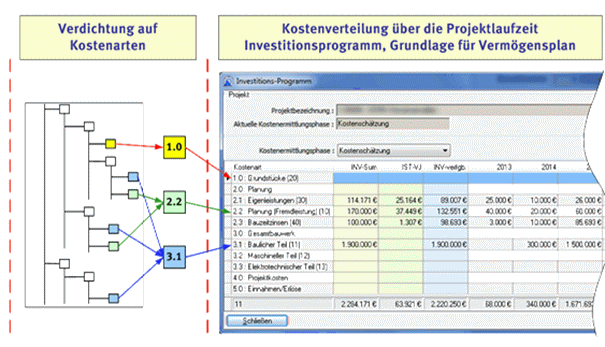 Verdichtung auf
Kostenarten
Kostenverteilung über die Projektlaufzeit
Investitionsprogramm, Grundlage für Vermögensplan
1.0
2.2
3.1
Investitions-Programm
Projekt
Projektbezeichnung :
Aktuelle Kostenermittlungsphase : Kostenschätzung
Kostenermittlungsphase : Kostenschätzung
Kostenart INV-Sum IST-VJ INV-verfgb. 2013 2014
1.0 : Grundstücke (20)
2.0 : Planung
2.1 : Eigenleistungen (30) 114.171 € 25.164 € 89.007 € 25.000 € 10.000 € 26.000
2.2 : Planung (Fremdleistung) (10) 170.000 € 37.449 € 132.551 € 40.000 € 20.000 € 60.000
2.3 : Bauzeitzinsen (40) 100.000 € 1.307 € 98.693 € 3.000 € 10.000 € 85.693
3.0 : Gesamtbauwerk
3.1 : Baulicher Teil (11) 1.900.000 € 1.900.000 € 300.000 € 1.500.000
3.2 : Maschineller Teil (12)
3.3 : Elektrotechnischer Teil (13)
4.0 : Projektkosten
5.0 : Einnahmen/Erlöse
11 2.284.171 € 63.921 € 2.220.250 € 68.000 € 340.000 € 1.671.69
Schließen